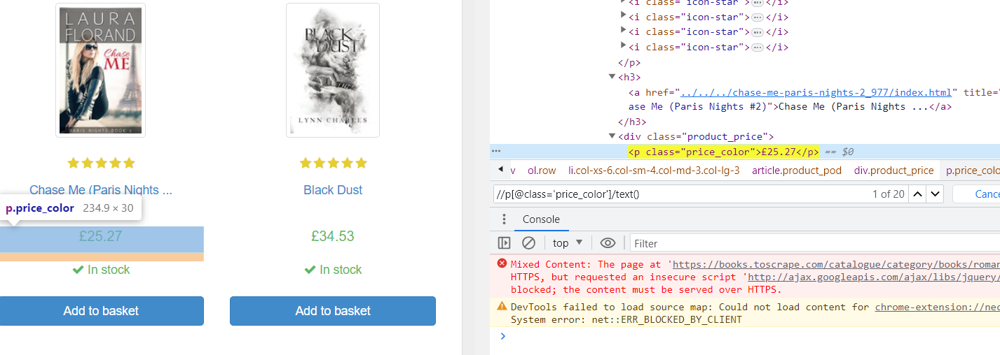 LAURA
FLORAND
Chase
ME
PARIS NIGHTS BOOK 2
BLACK
DUST
LYNN CHARLES
Chase Me (Paris Nights ...
Black Dust
p.price_color 234.9 × 30
£25.27
£34.53
In stock
In stock
Add to basket
Add to basket
<i class="icon-star"> ⋯ </i>
<i class="icon-star"> ⋯ </i>
<i class="icon-star"> ⋯ </i>
<i class="icon-star"> ⋯ </i>
</p>
<h3>
<a href="../../../chase-me-paris-nights-2_977/index.html" title="
ase Me (Paris Nights #2)">Chase Me (Paris Nights ...</a>
</h3>
<div class="product_price">
<p class="price_color">£25.27</p> == $0
v ol.row li.col-xs-6.col-sm-4.col-md-3.col-lg-3 article.product_pod div.product_price p.price_colo
//p[@class='price_color']/text() 1 of 20 Cance
Console
top Filter
Mixed Content: The page at 'https://books.toscrape.com/catalogue/category/books/roman
HTTPS, but requested an insecure script 'http://ajax.googleapis.com/ajax/libs/jquery/
blocked; the content must be served over HTTPS.
DevTools failed to load source map: Could not load content for chrome-extension://nec
System error: net::ERR_BLOCKED_BY_CLIENT